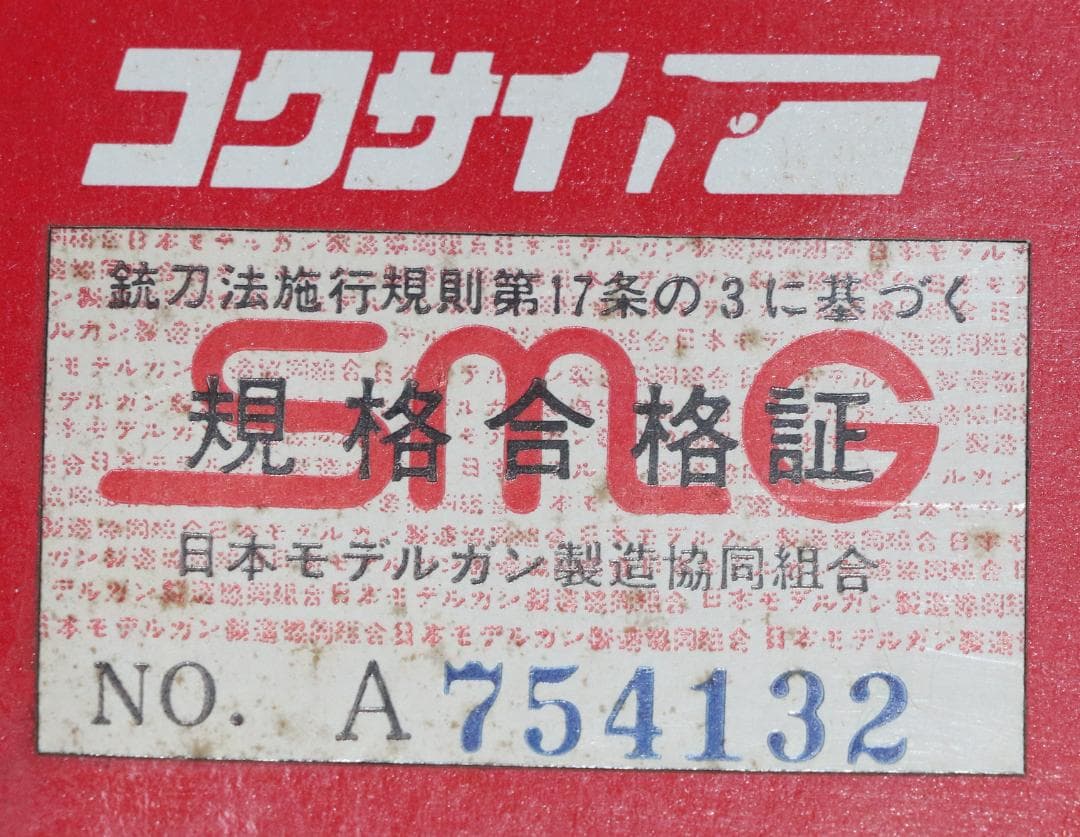 コクサイ
銃刀法施行規則第17条の3に基づく
SMG
規格合格証
日本モデルガン製造協同組合
NO. A 754132